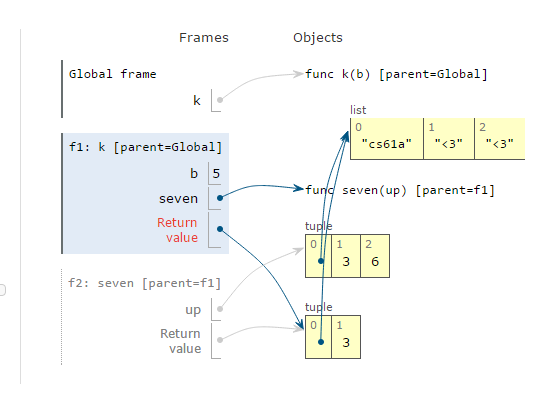 Frames Objects
Global frame func k(b) [parent=Global]
k
list
0 1 2
"cs61a" "<3" "<3"
f1: k [parent=Global]
b 5
seven func seven(up) [parent=f1]
Return
value
tuple
0 1 2
3 6
f2: seven [parent=f1]
up
tuple
0 1
Return
value
3